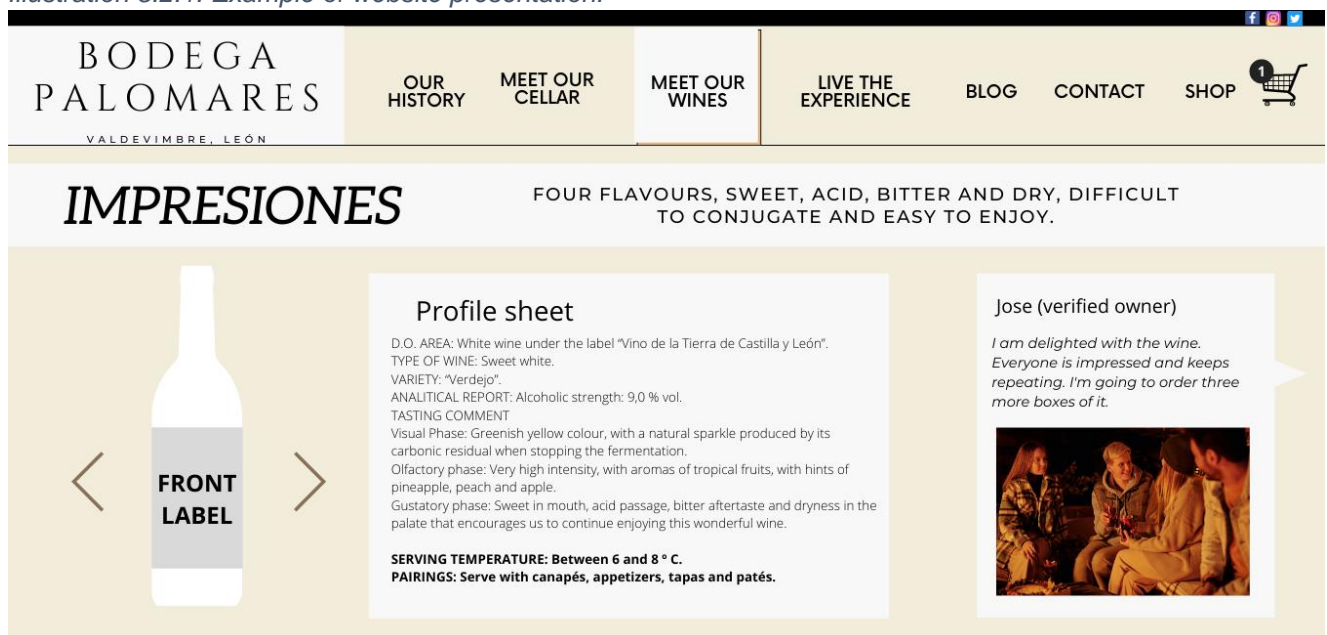 Illustration 3.2.1. Example of website presentation.
BODEGA
PALOMARES
VALDEVIMBRE, LEÓN
OUR
HISTORY
MEET OUR
CELLAR
MEET OUR
WINES
LIVE THE
EXPERIENCE
BLOG
CONTACT
SHOP
1
IMPRESIONES
FOUR FLAVOURS, SWEET, ACID, BITTER AND DRY, DIFFICULT
TO CONJUGATE AND EASY TO ENJOY.
FRONT
LABEL
Profile sheet
D.O. AREA: White wine under the label “Vino de la Tierra de Castilla y León”.
TYPE OF WINE: Sweet white.
VARIETY: “Verdejo”.
ANALITICAL REPORT: Alcoholic strength: 9,0 % vol.
TASTING COMMENT
Visual Phase: Greenish yellow colour, with a natural sparkle produced by its
carbonic residual when stopping the fermentation.
Olfactory phase: Very high intensity, with aromas of tropical fruits, with hints of
pineapple, peach and apple.
Gustatory phase: Sweet in mouth, acid passage, bitter aftertaste and dryness in the
palate that encourages us to continue enjoying this wonderful wine.
SERVING TEMPERATURE: Between 6 and 8 º C.
PAIRINGS: Serve with canapés, appetizers, tapas and patés.
Jose (verified owner)
I am delighted with the wine.
Everyone is impressed and keeps
repeating. I'm going to order three
more boxes of it.